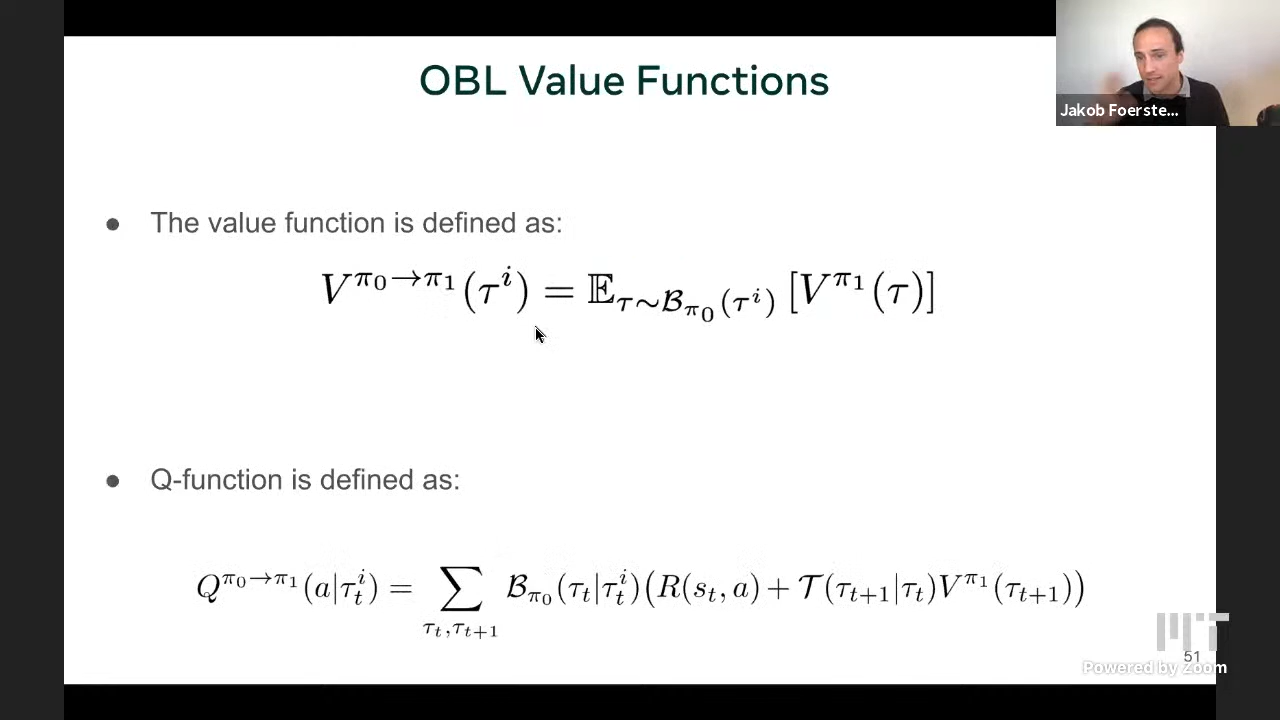 OBL Value Functions
Jakob Foerste...
● The value function is defined as:
V^{π_0→π_1}(τ^i) = 𝔼_{τ∼ℬ_{π_0}(τ^i)} [V^{π_1}(τ)]
● Q-function is defined as:
Q^{π_0→π_1}(a|τ_t^i) = ∑_{τ_t,τ_{t+1}} ℬ_{π_0}(τ_t|τ_t^i)(R(s_t, a) + 𝒯(τ_{t+1}|τ_t)V^{π_1}(τ_{t+1}))
MIT
51
Powered by Zoom